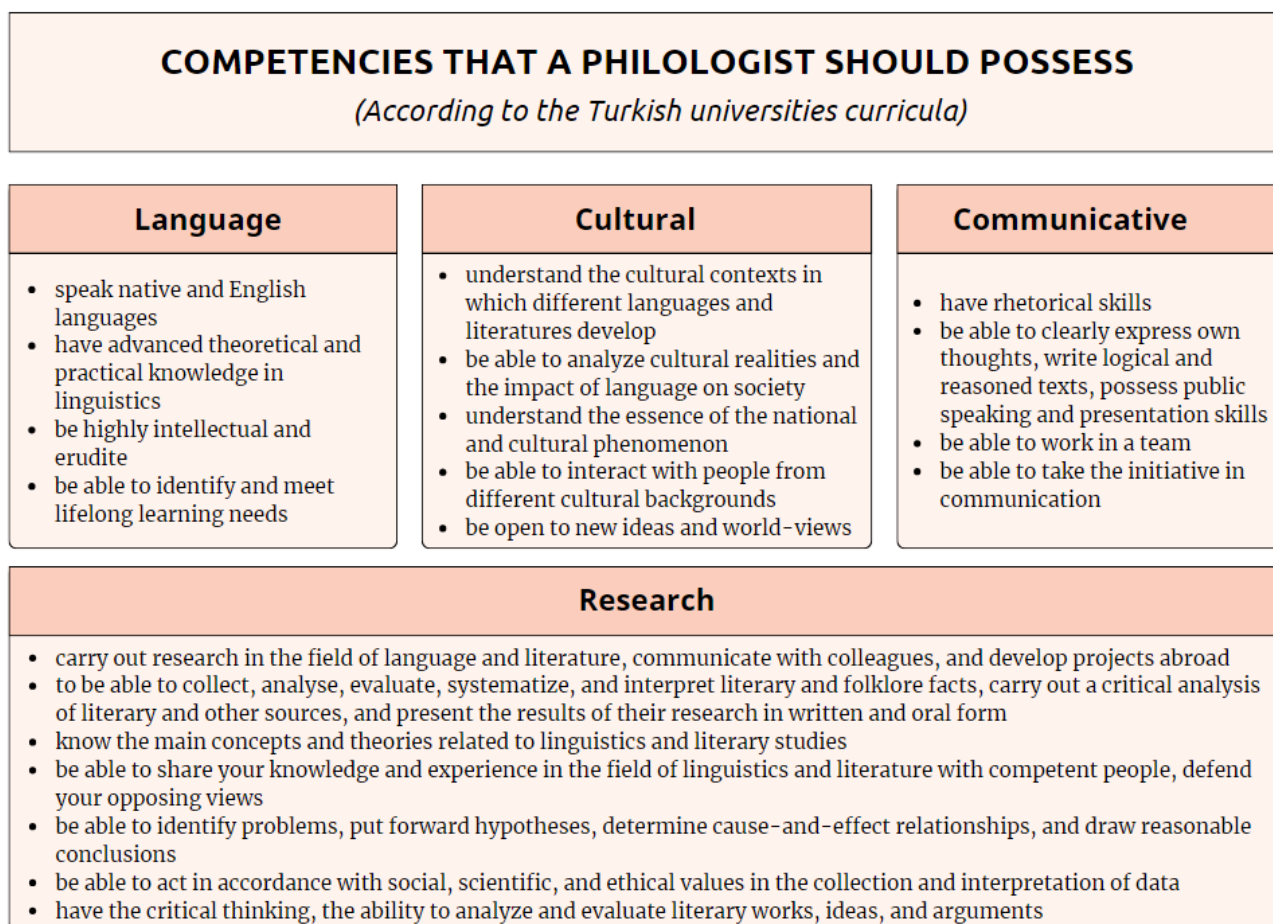 COMPETENCIES THAT A PHILOLOGIST SHOULD POSSESS
(According to the Turkish universities curricula)
Language
• speak native and English
languages
• have advanced theoretical and
practical knowledge in
linguistics
• be highly intellectual and
erudite
• be able to identify and meet
lifelong learning needs
Cultural
• understand the cultural contexts in
which different languages and
literatures develop
• be able to analyze cultural realities and
the impact of language on society
• understand the essence of the national
and cultural phenomenon
• be able to interact with people from
different cultural backgrounds
• be open to new ideas and world-views
Communicative
• have rhetorical skills
• be able to clearly express own
thoughts, write logical and
reasoned texts, possess public
speaking and presentation skills
• be able to work in a team
• be able to take the initiative in
communication
Research
• carry out research in the field of language and literature, communicate with colleagues, and develop projects abroad
• to be able to collect, analyse, evaluate, systematize, and interpret literary and folklore facts, carry out a critical analysis
of literary and other sources, and present the results of their research in written and oral form
• know the main concepts and theories related to linguistics and literary studies
• be able to share your knowledge and experience in the field of linguistics and literature with competent people, defend
your opposing views
• be able to identify problems, put forward hypotheses, determine cause-and-effect relationships, and draw reasonable
conclusions
• be able to act in accordance with social, scientific, and ethical values in the collection and interpretation of data
• have the critical thinking, the ability to analyze and evaluate literary works, ideas, and arguments